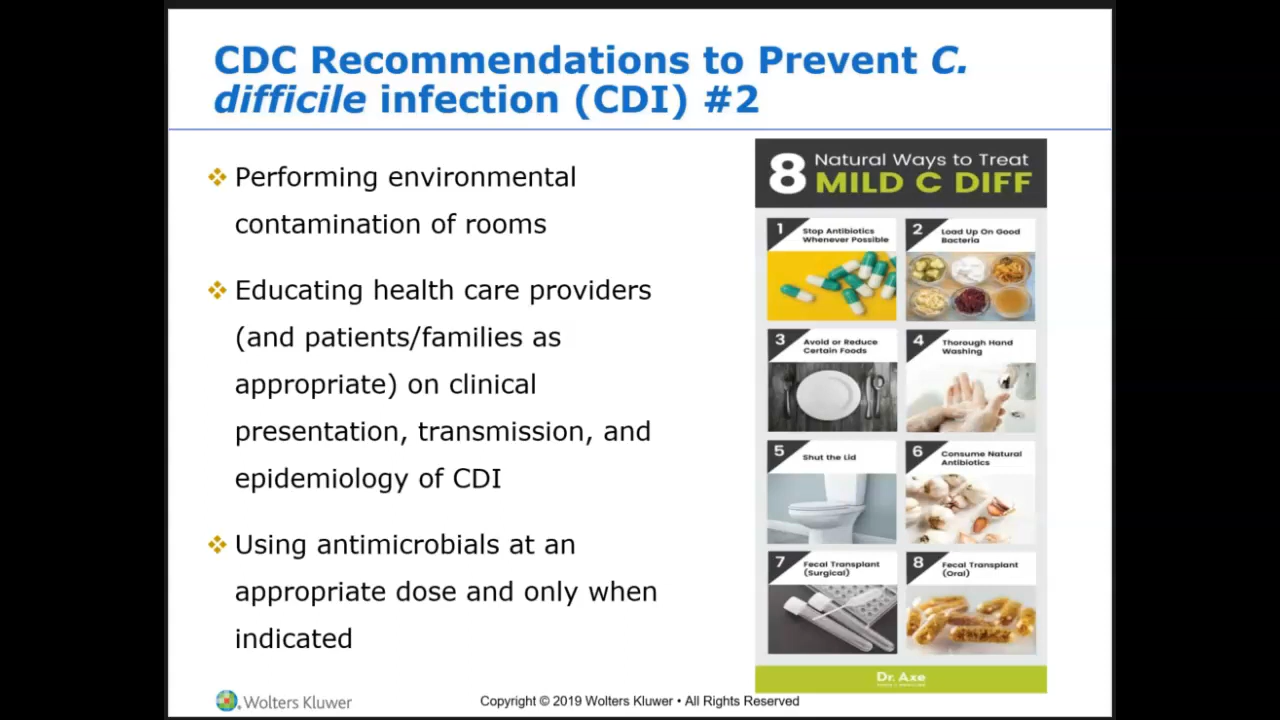 CDC Recommendations to Prevent C.
difficile infection (CDI) #2
Performing environmental
contamination of rooms
Educating health care providers
(and patients/families as
appropriate) on clinical
presentation, transmission, and
epidemiology of CDI
Using antimicrobials at an
appropriate dose and only when
indicated
8 Natural Ways to Treat
MILD C DIFF
1 Stop Antibiotics
Whenever Possible
2 Load Up On Good
Bacteria
3 Avoid or Reduce
Certain Foods
4 Thorough Hand
Washing
5 Shut the Lid
6 Consume Natural
Antibiotics
7 Fecal Transplant
(Surgical)
8 Fecal Transplant
(Oral)
Dr. Axe
Wolters Kluwer
Copyright © 2019 Wolters Kluwer • All Rights Reserved